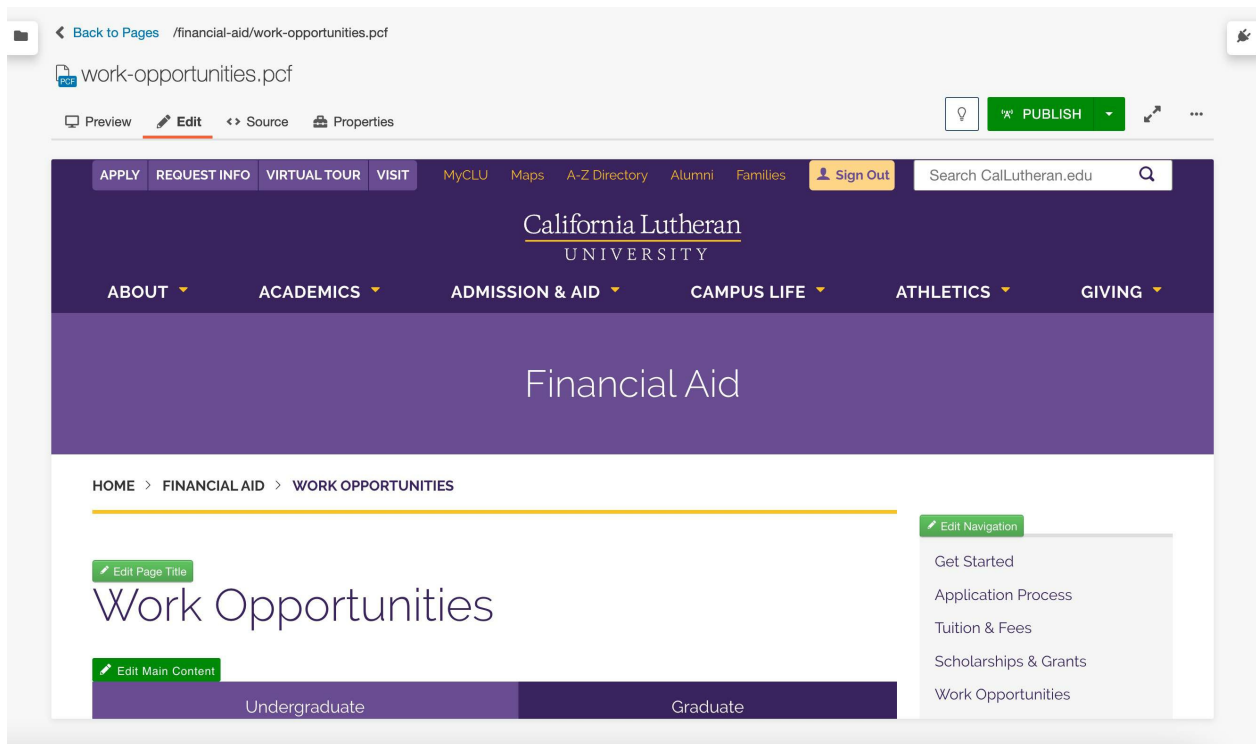 Back to Pages /financial-aid/work-opportunities.pcf
PCF work-opportunities.pcf
Preview Edit <> Source Properties PUBLISH ...
APPLY REQUEST INFO VIRTUAL TOUR VISIT MyCLU Maps A-Z Directory Alumni Families Sign Out Search CalLutheran.edu
California Lutheran
UNIVERSITY
ABOUT ACADEMICS ADMISSION & AID CAMPUS LIFE ATHLETICS GIVING
Financial Aid
HOME > FINANCIAL AID > WORK OPPORTUNITIES
Edit Page Title
Work Opportunities
Edit Main Content
Undergraduate Graduate
Edit Navigation
Get Started
Application Process
Tuition & Fees
Scholarships & Grants
Work Opportunities